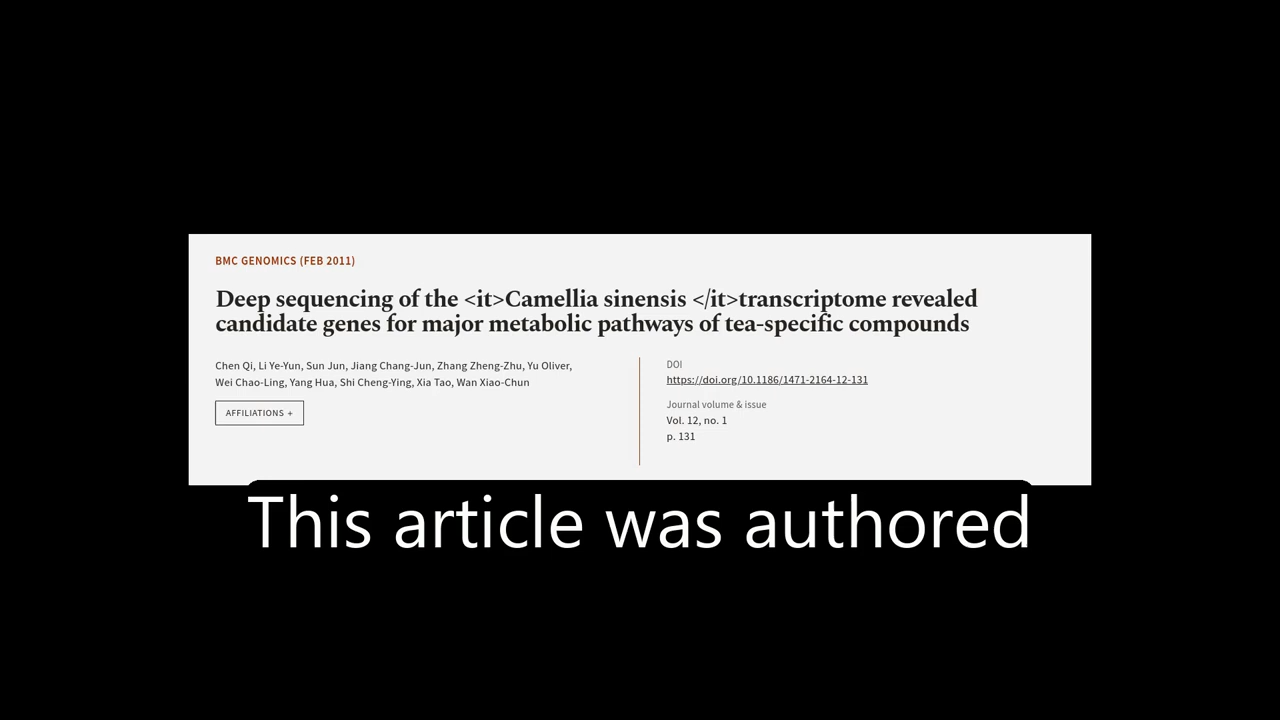 BMC GENOMICS (FEB 2011)
Deep sequencing of the <it>Camellia sinensis </it>transcriptome revealed
candidate genes for major metabolic pathways of tea-specific compounds
Chen Qi, Li Ye-Yun, Sun Jun, Jiang Chang-Jun, Zhang Zheng-Zhu, Yu Oliver,
Wei Chao-Ling, Yang Hua, Shi Cheng-Ying, Xia Tao, Wan Xiao-Chun
AFFILIATIONS +
DOI
https://doi.org/10.1186/1471-2164-12-131
Journal volume & issue
Vol. 12, no. 1
p. 131
This article was authored